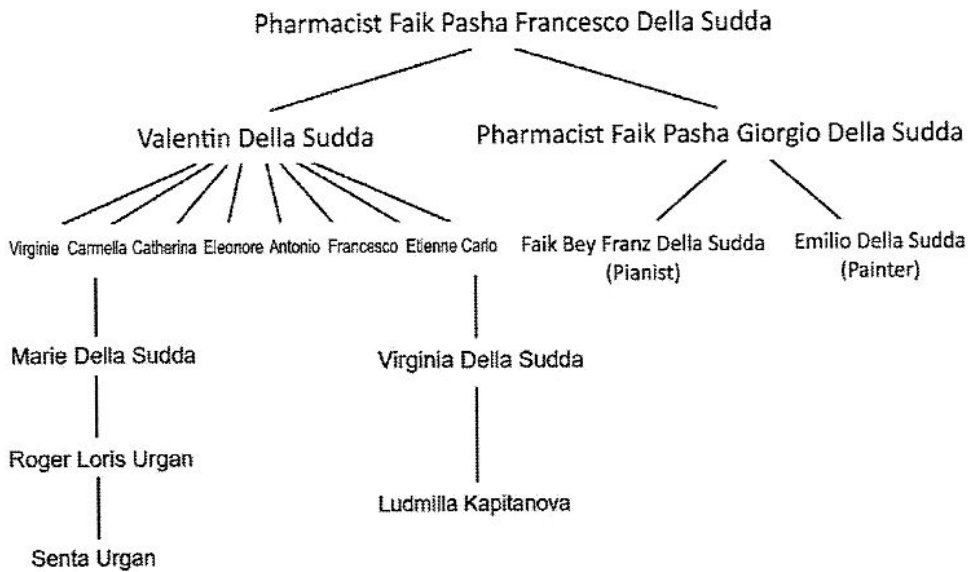 Pharmacist Faik Pasha Francesco Della Sudda
Valentin Della Sudda
Pharmacist Faik Pasha Giorgio Della Sudda
Virginie Carmella Catherina Eleonore Antonio Francesco Etienne Carlo
Faik Bey Franz Della Sudda
(Pianist)
Emilio Della Sudda
(Painter)
Marie Della Sudda
Virginia Della Sudda
Roger Loris Urgan
Ludmilla Kapitanova
Senta Urgan